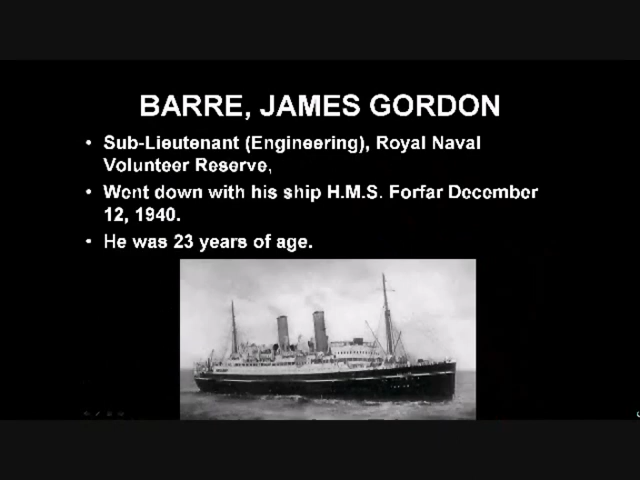 BARRE, JAMES GORDON
• Sub-Lieutenant (Engineering), Royal Naval
Volunteer Reserve,
• Went down with his ship H.M.S. Forfar December
12, 1940.
• He was 23 years of age.